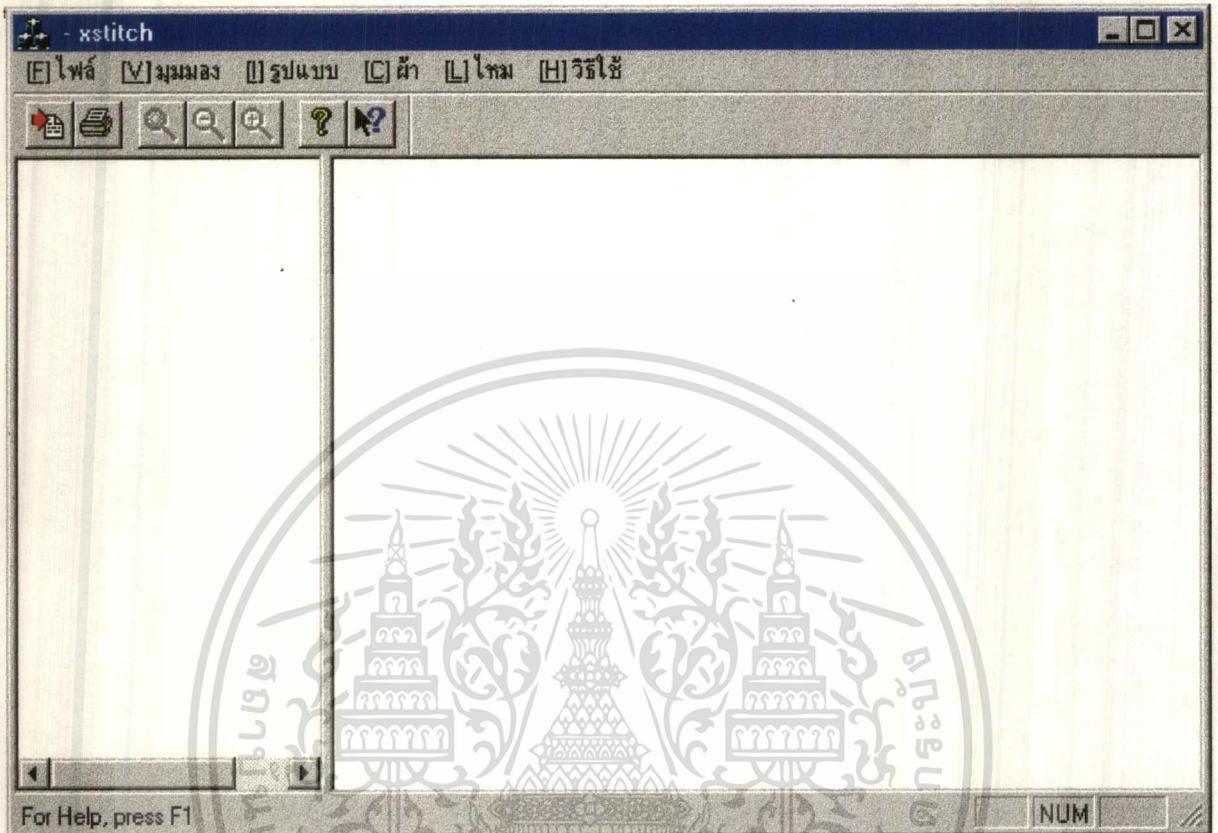 - xstitch
[F] ไฟล์ [V] มุมมอง [I] รูปแบบ [C] ผ้า [L] ไหม [H] วิธีใช้
For Help, press F1 NUM